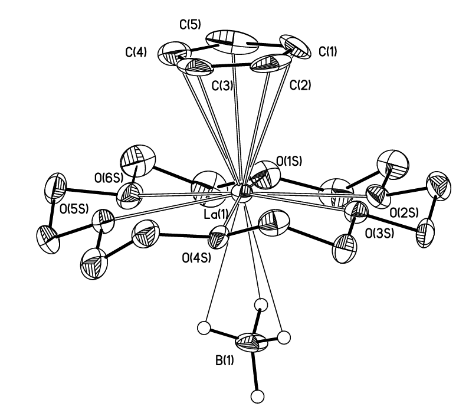 C(5)
C(4)
C(1)
C(3)
C(2)
O(1S)
O(6S)
O(5S)
La(1)
O(2S)
O(3S)
O(4S)
B(1)